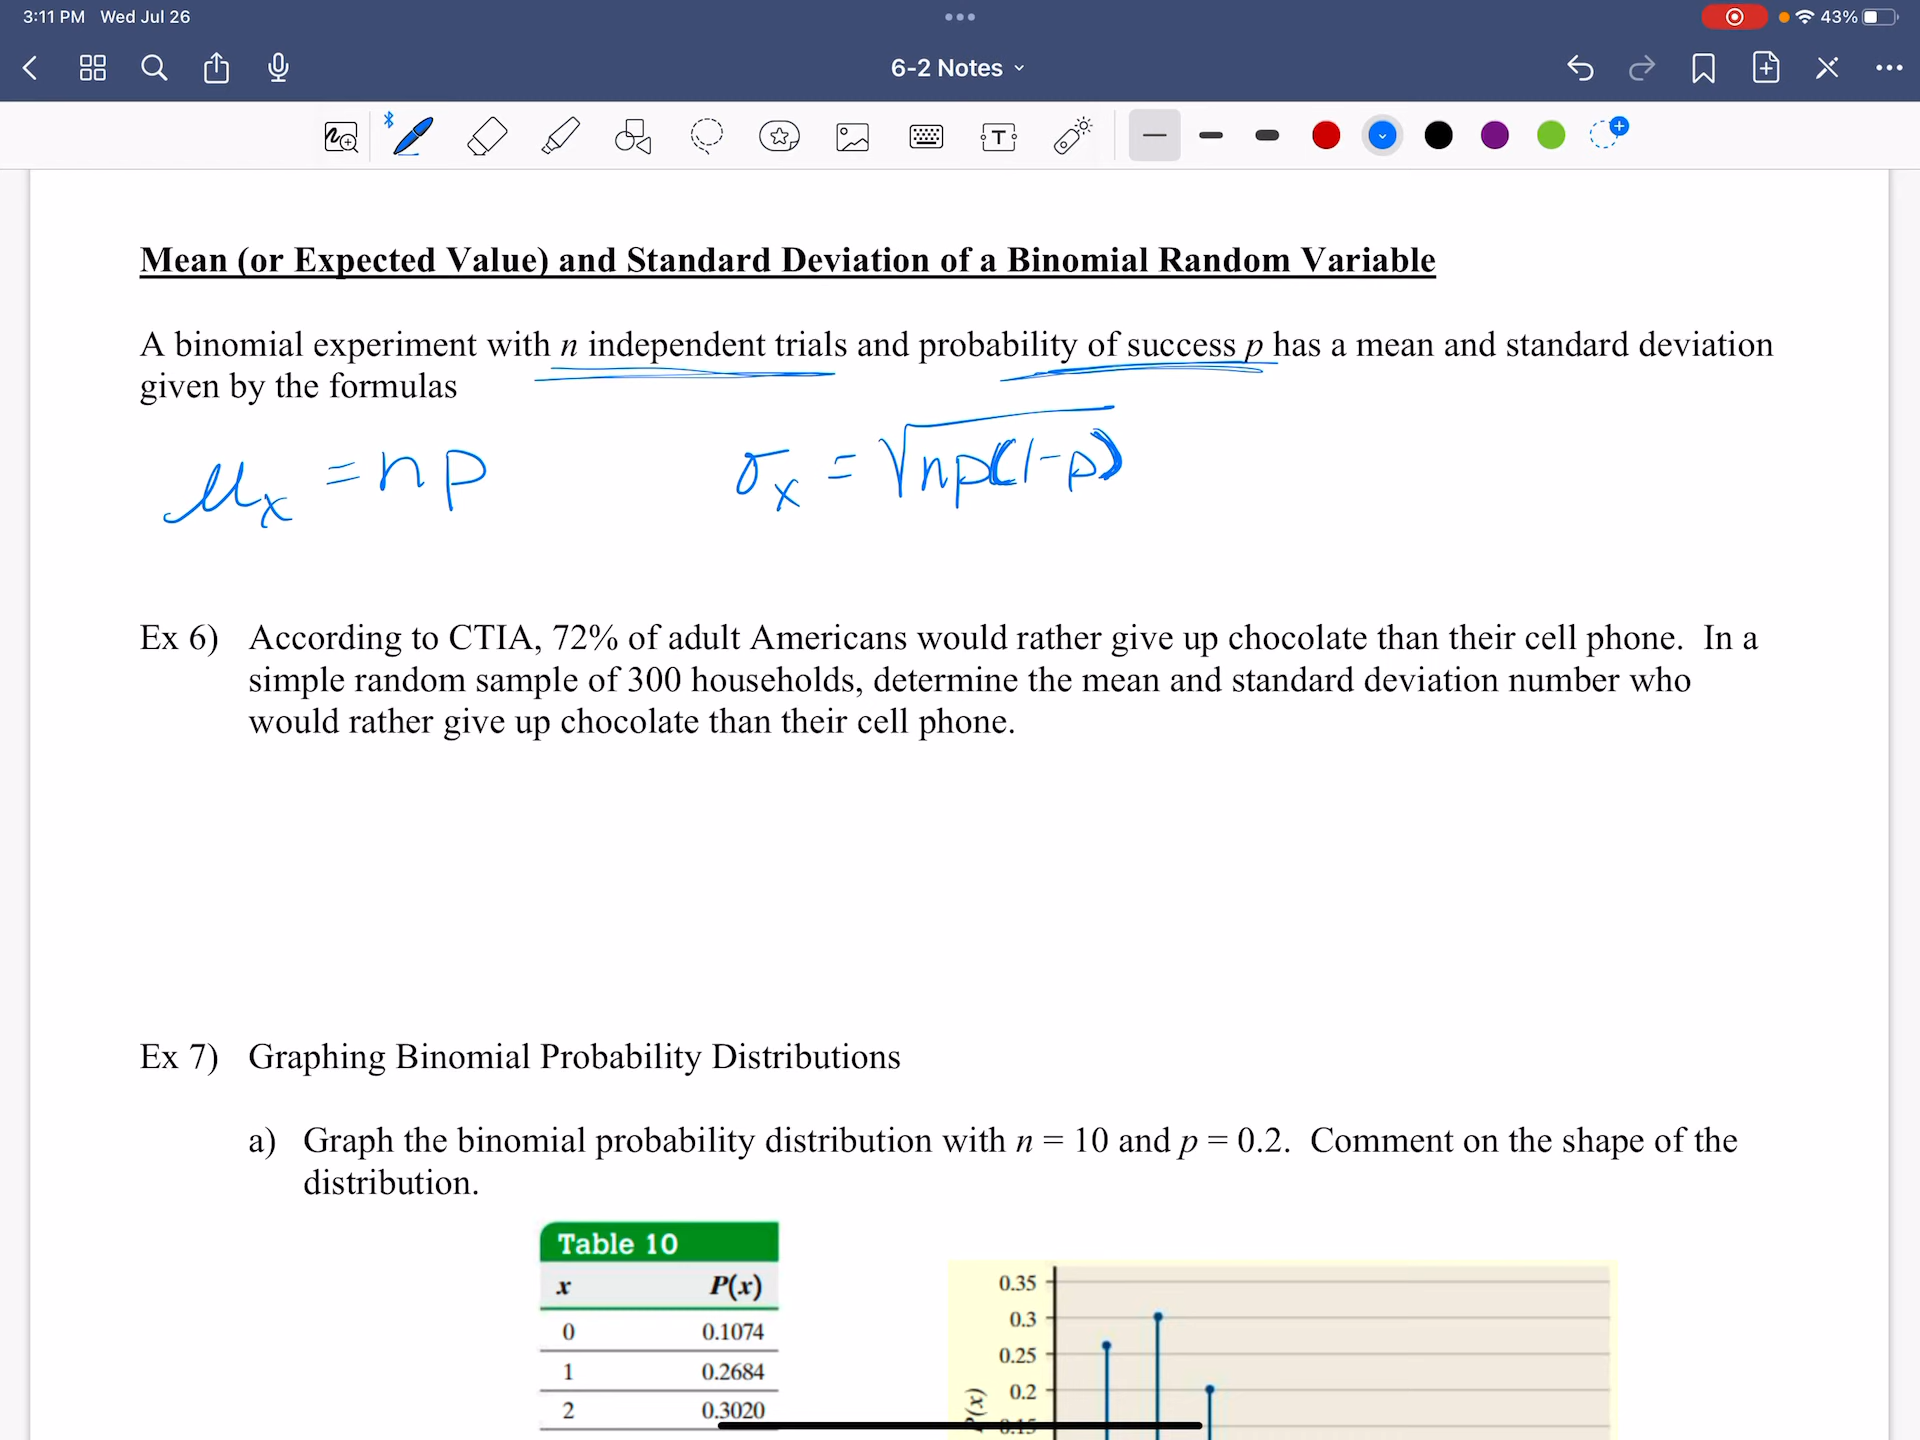 3:11 PM Wed Jul 26
43%
6-2 Notes
T
Mean (or Expected Value) and Standard Deviation of a Binomial Random Variable
A binomial experiment with n independent trials and probability of success p has a mean and standard deviation
given by the formulas
μx = np σx = √np(1-p)
Ex 6) According to CTIA, 72% of adult Americans would rather give up chocolate than their cell phone. In a
simple random sample of 300 households, determine the mean and standard deviation number who
would rather give up chocolate than their cell phone.
Ex 7) Graphing Binomial Probability Distributions
a) Graph the binomial probability distribution with n = 10 and p = 0.2. Comment on the shape of the
distribution.
Table 10
x P(x)
0 0.1074
1 0.2684
2 0.3020
0.35
0.3
0.25
0.2
0.15
P(x)